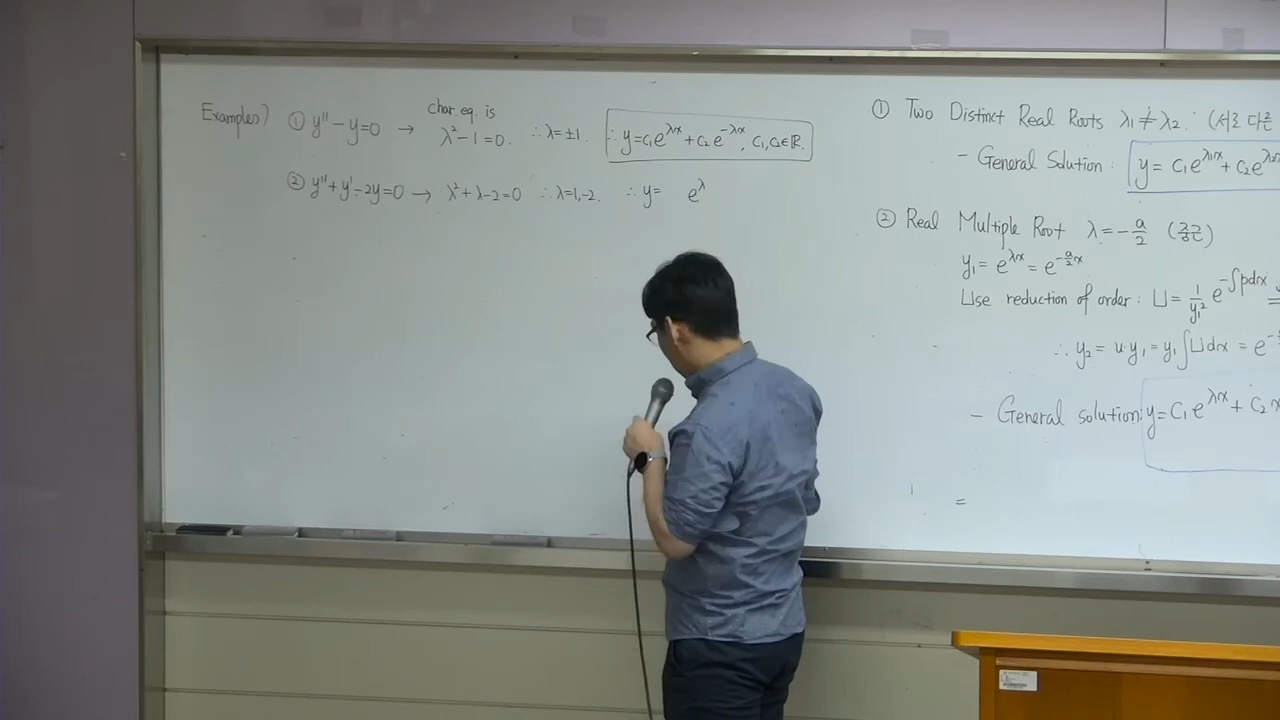 Examples) ① y'' - y = 0 → char. eq. is λ² - 1 = 0. ∴ λ = ±1. ∴ y = c₁e^{λx} + c₂e^{-λx}, c₁, c₂ ∈ ℝ.
② y'' + y' - 2y = 0 → λ² + λ - 2 = 0 ∴ λ = 1, -2. ∴ y = e^λ
① Two Distinct Real Roots λ₁ ≠ λ₂. (서로 다른
- General Solution : y = c₁e^{λ₁x} + c₂e^{λ₂x}
② Real Multiple Root λ = -a/2 (중근)
y₁ = e^{λx} = e^{-a/2 x}
Use reduction of order : U = 1/y₁² e^{-∫pdx}
∴ y₂ = u·y₁ = y₁∫Udx = e^-
- General solution: y = c₁e^{λx} + c₂x
=